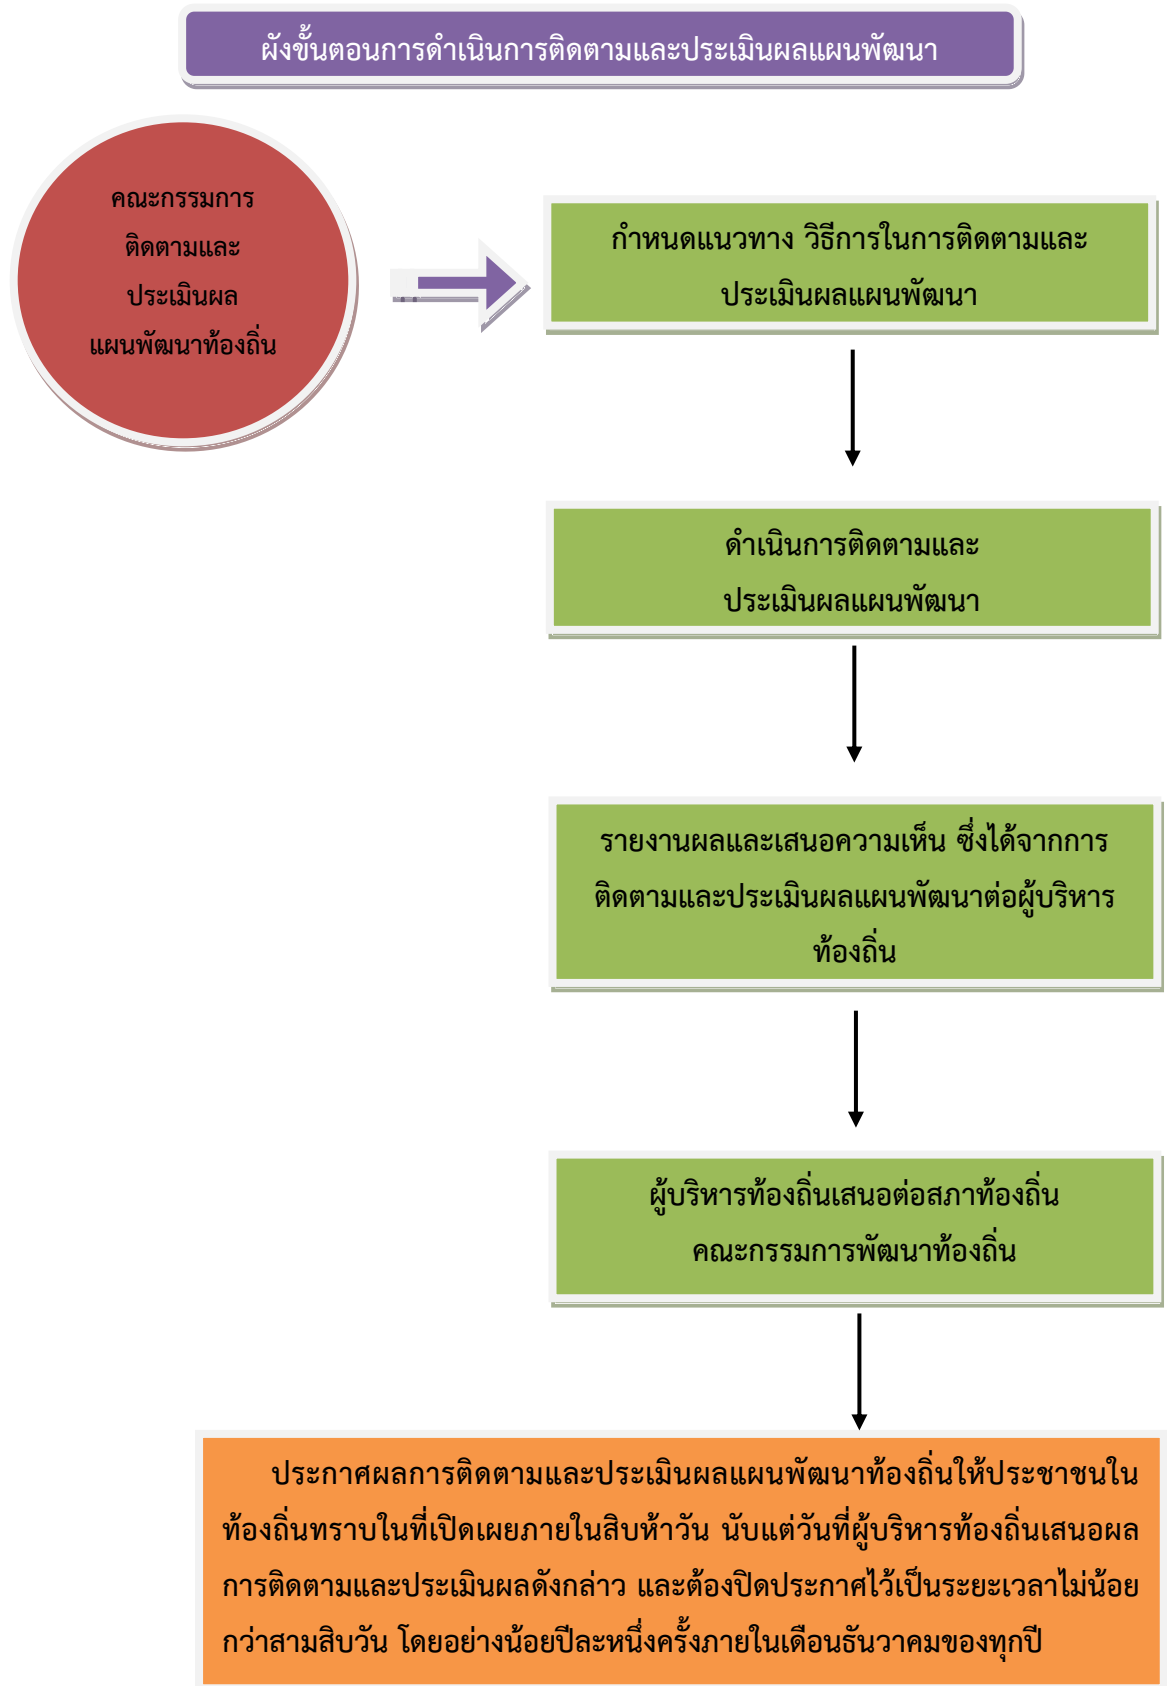 ผังขั้นตอนการดำเนินการติดตามและประเมินผลแผนพัฒนา
คณะกรรมการ
ติดตามและ
ประเมินผล
แผนพัฒนาท้องถิ่น
กำหนดแนวทาง วิธีการในการติดตามและ
ประเมินผลแผนพัฒนา
ดำเนินการติดตามและ
ประเมินผลแผนพัฒนา
รายงานผลและเสนอความเห็น ซึ่งได้จากการ
ติดตามและประเมินผลแผนพัฒนาต่อผู้บริหาร
ท้องถิ่น
ผู้บริหารท้องถิ่นเสนอต่อสภาท้องถิ่น
คณะกรรมการพัฒนาท้องถิ่น
ประกาศผลการติดตามและประเมินผลแผนพัฒนาท้องถิ่นให้ประชาชนใน
ท้องถิ่นทราบในที่เปิดเผยภายในสิบห้าวัน นับแต่วันที่ผู้บริหารท้องถิ่นเสนอผล
การติดตามและประเมินผลดังกล่าว และต้องปิดประกาศไว้เป็นระยะเวลาไม่น้อย
กว่าสามสิบวัน โดยอย่างน้อยปีละหนึ่งครั้งภายในเดือนธันวาคมของทุกปี